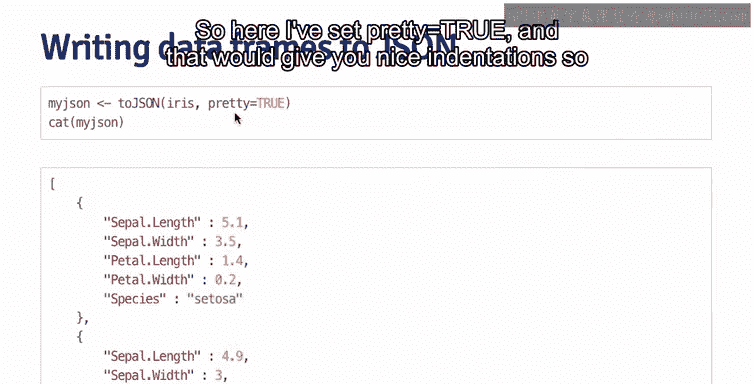 So here I've set pretty=TRUE, and
Writing data frames to JSON
that would give you nice indentations so
myjson <- toJSON(iris, pretty=TRUE)
cat(myjson)
[
{
"Sepal.Length" : 5.1,
"Sepal.Width" : 3.5,
"Petal.Length" : 1.4,
"Petal.Width" : 0.2,
"Species" : "setosa"
},
{
"Sepal.Length" : 4.9,
"Sepal.Width" : 3,